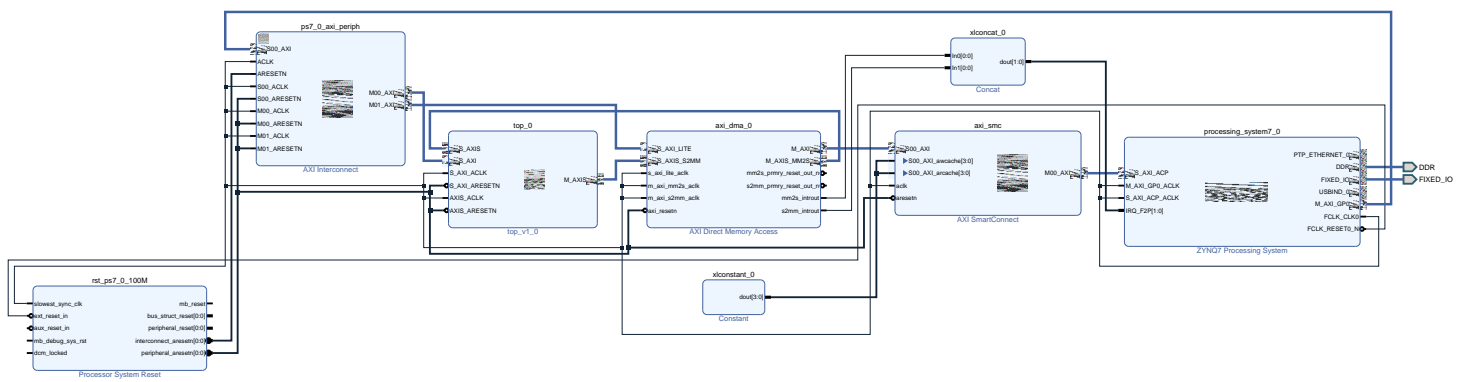 ps7_0_axi_periph
S00_AXI
ACLK
ARESETN
S00_ACLK
S00_ARESETN
M00_ACLK
M00_ARESETN
M01_ACLK
M01_ARESETN
M00_AXI
M01_AXI
AXI Interconnect
top_0
S_AXIS
S_AXI
S_AXI_ACLK
S_AXI_ARESETN
AXIS_ACLK
AXIS_ARESETN
M_AXIS
top_v1_0
axi_dma_0
S_AXI_LITE
S_AXIS_S2MM
s_axi_lite_aclk
m_axi_mm2s_aclk
m_axi_s2mm_aclk
axi_resetn
M_AXI
M_AXIS_MM2S
mm2s_prmry_reset_out_n
s2mm_prmry_reset_out_n
mm2s_introut
s2mm_introut
AXI Direct Memory Access
xlconcat_0
In0[0:0]
In1[0:0]
dout[1:0]
Concat
axi_smc
S00_AXI
S00_AXI_awcache[3:0]
S00_AXI_arcache[3:0]
aclk
aresetn
M00_AXI
AXI SmartConnect
processing_system7_0
S_AXI_ACP
M_AXI_GP0_ACLK
S_AXI_ACP_ACLK
IRQ_F2P[1:0]
PTP_ETHERNET_0
DDR
FIXED_IO
USBIND_0
M_AXI_GP0
FCLK_CLK0
FCLK_RESET0_N
ZYNQ7 Processing System
DDR
FIXED_IO
xlconstant_0
dout[3:0]
Constant
rst_ps7_0_100M
slowest_sync_clk
ext_reset_in
aux_reset_in
mb_debug_sys_rst
dcm_locked
mb_reset
bus_struct_reset[0:0]
peripheral_reset[0:0]
interconnect_aresetn[0:0]
peripheral_aresetn[0:0]
Processor System Reset